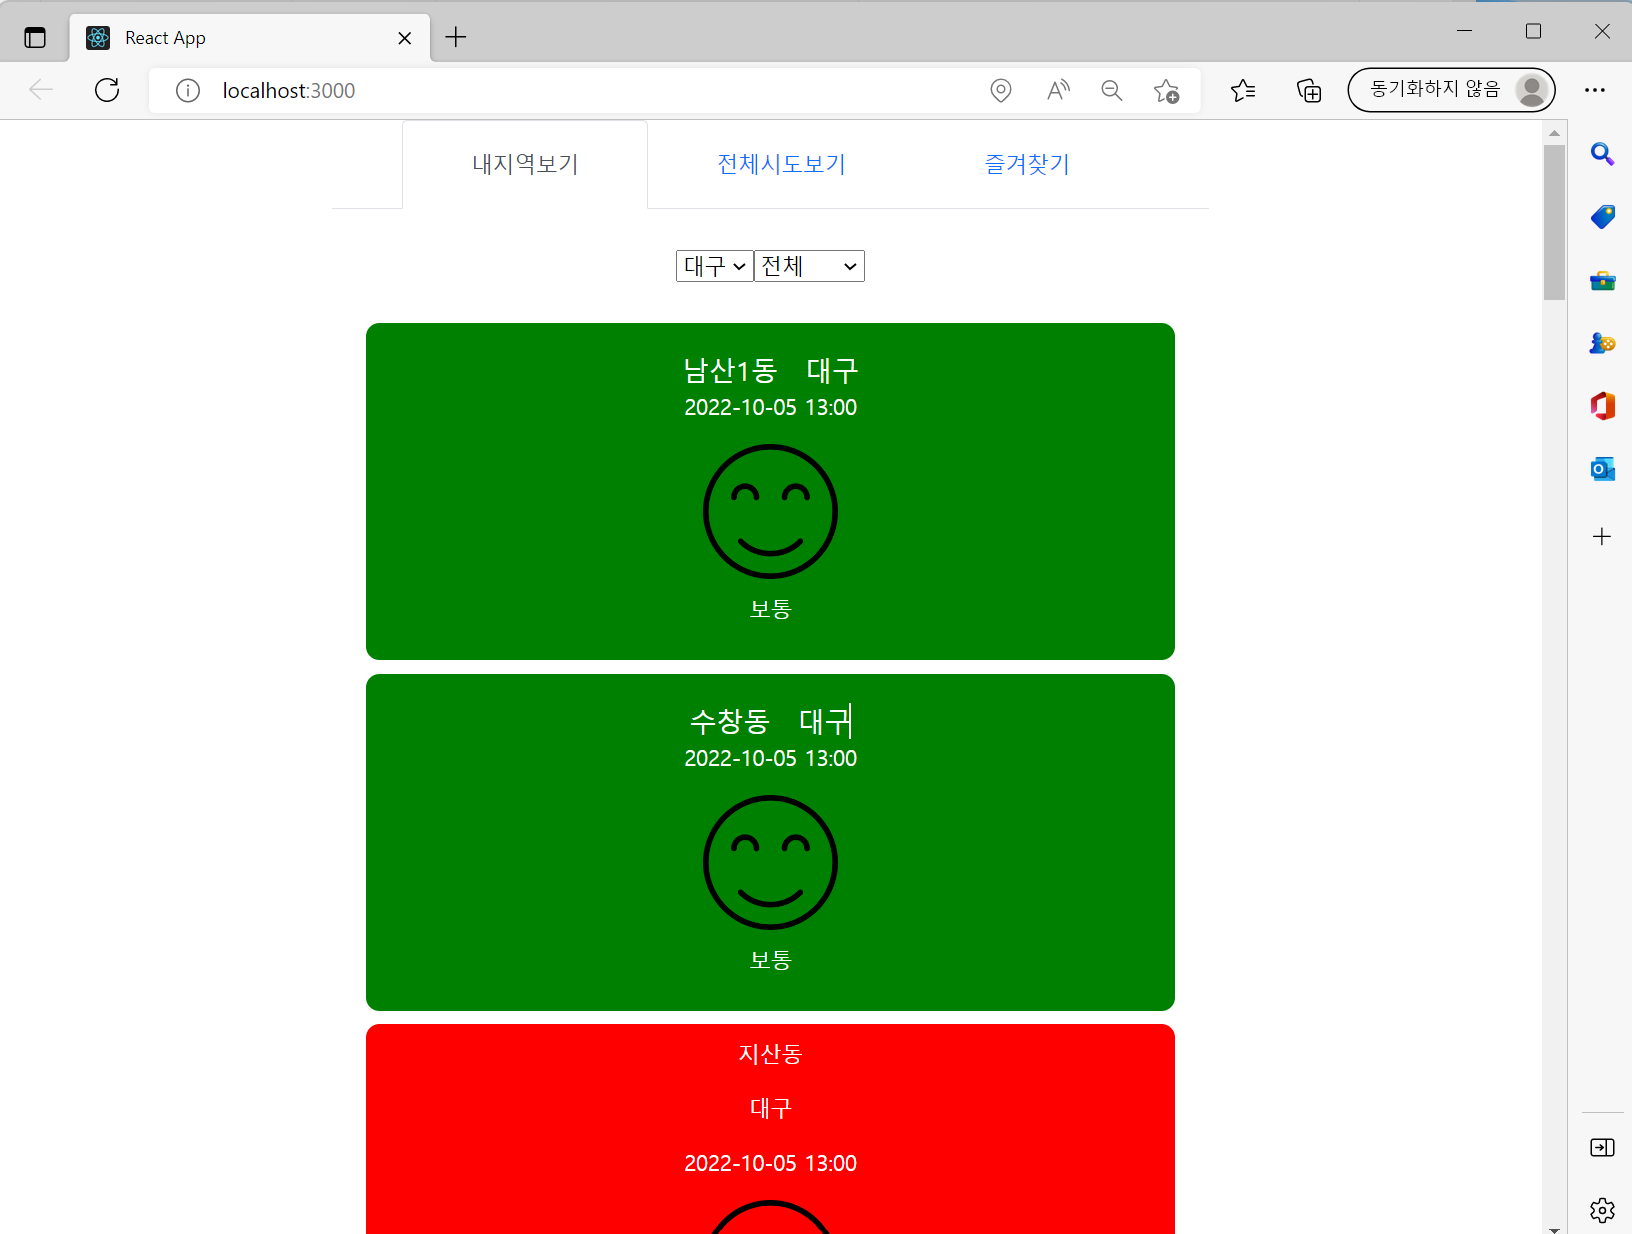 React App
localhost:3000
동기화하지 않음
내지역보기
전체시도보기
즐겨찾기
대구
전체
남산1동 대구
2022-10-05 13:00
보통
수창동 대구
2022-10-05 13:00
보통
지산동
대구
2022-10-05 13:00